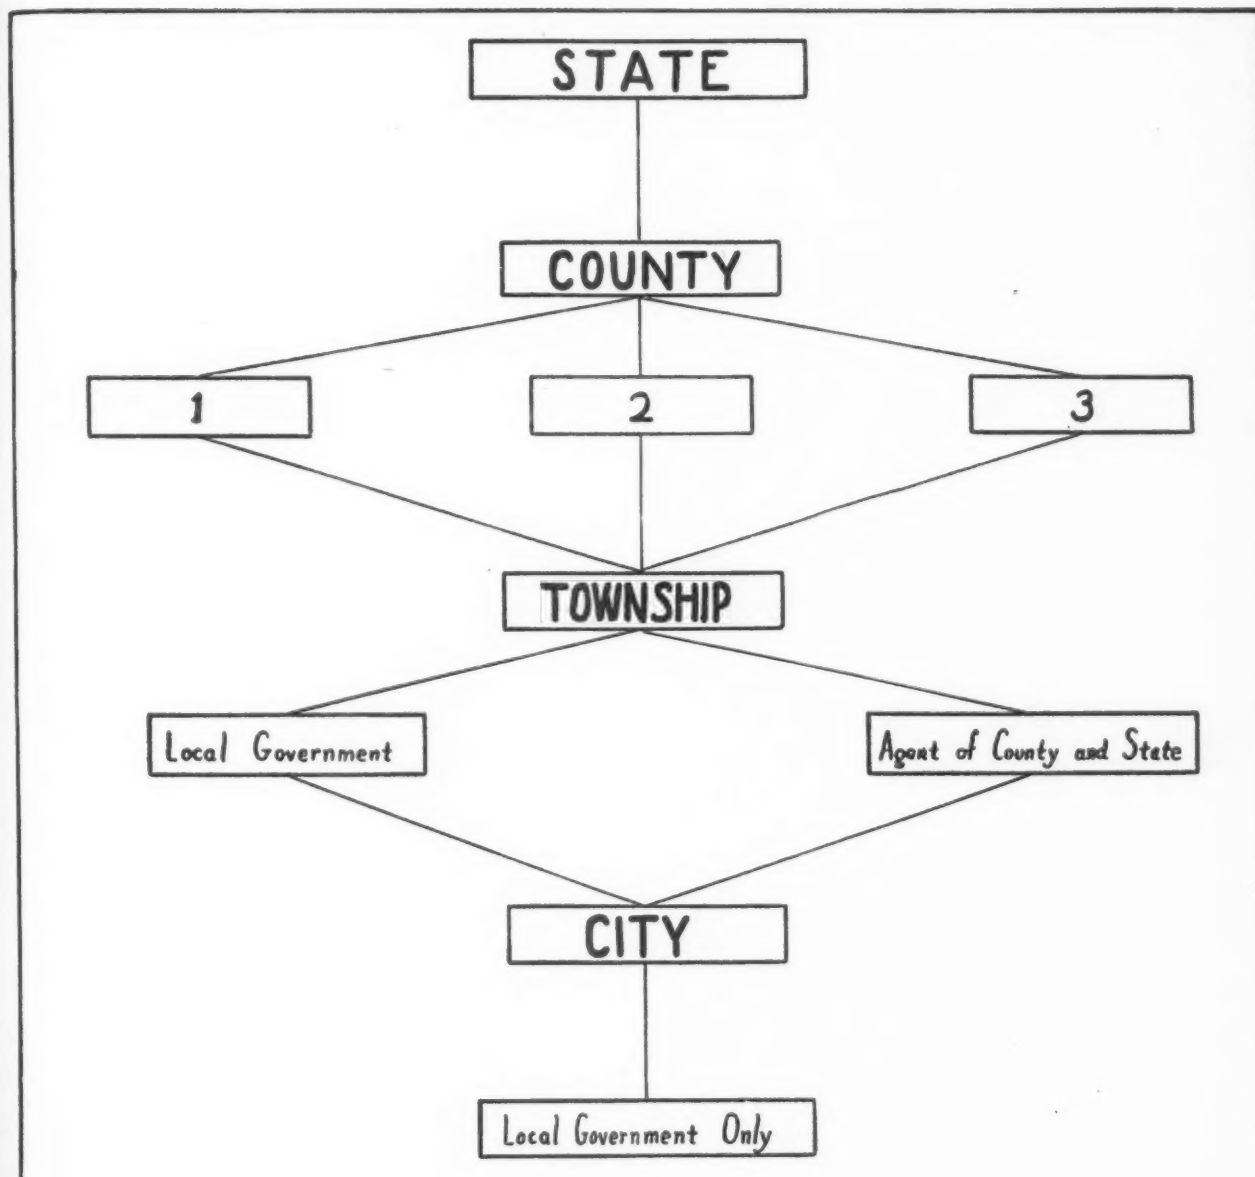 STATE
COUNTY
1
2
3
TOWNSHIP
Local Government
Agent of County and State
CITY
Local Government Only